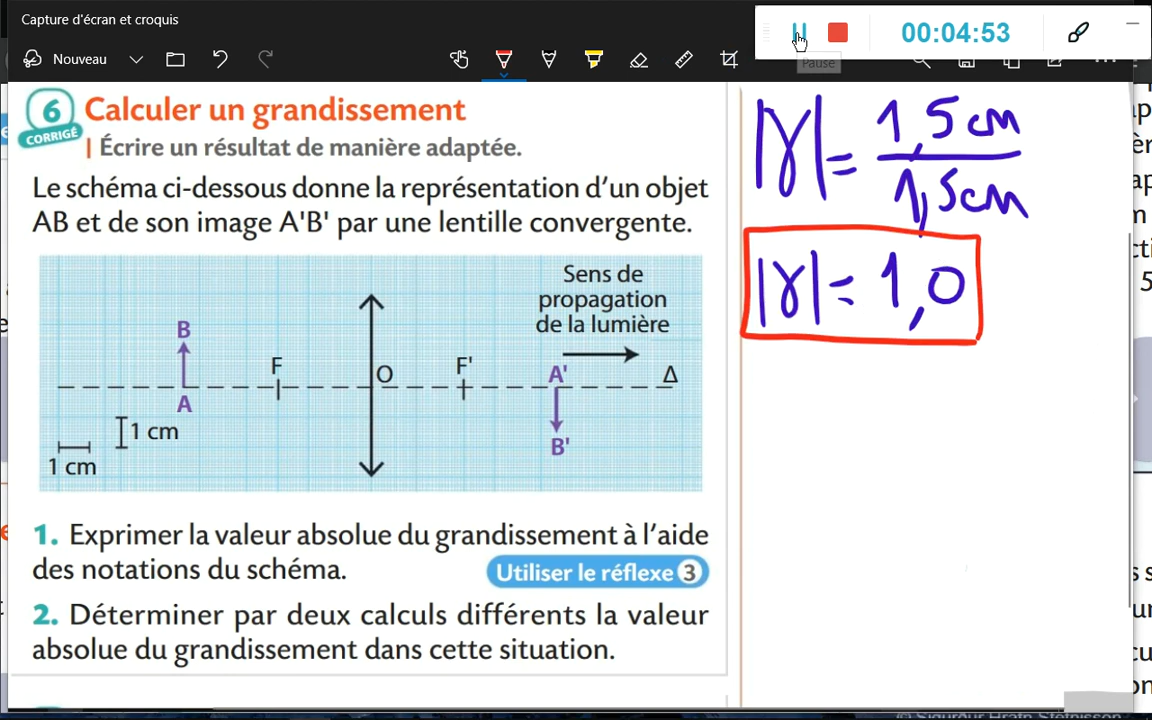 Capture d'écran et croquis
00:04:53
Nouveau
Pause
6 Calculer un grandissement
CORRIGÉ
| Écrire un résultat de manière adaptée.
Le schéma ci-dessous donne la représentation d'un objet
AB et de son image A'B' par une lentille convergente.
Sens de
propagation
de la lumière
B
F
O
F'
A'
Δ
A
1 cm
B'
1 cm
1. Exprimer la valeur absolue du grandissement à l'aide
des notations du schéma.
Utiliser le réflexe 3
2. Déterminer par deux calculs différents la valeur
absolue du grandissement dans cette situation.
|γ| = 1,5 cm
1,5 cm
|γ| = 1,0